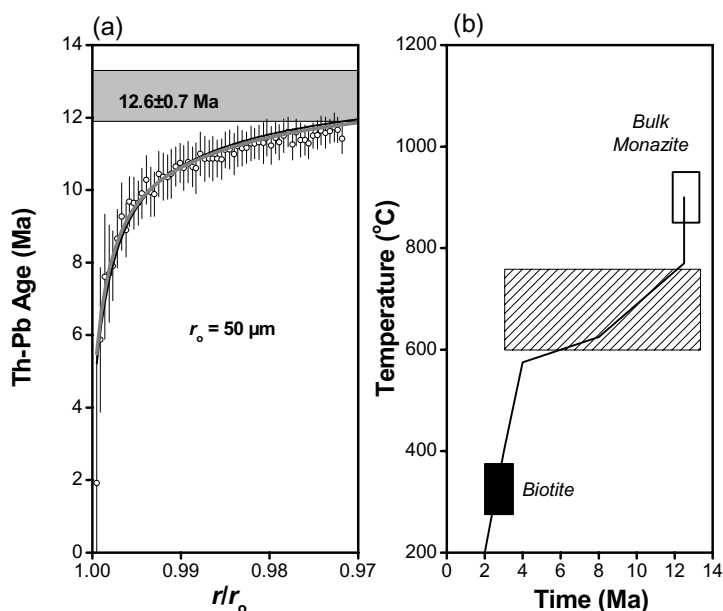 (a)
14
12
10
8
6
4
2
0
Th-Pb Age (Ma)
12.6±0.7 Ma
r₀ = 50 µm
1.00
0.99
0.98
0.97
r/r₀
(b)
1200
1000
800
600
400
200
Temperature (°C)
Bulk
Monazite
Biotite
0 2 4 6 8 10 12 14
Time (Ma)